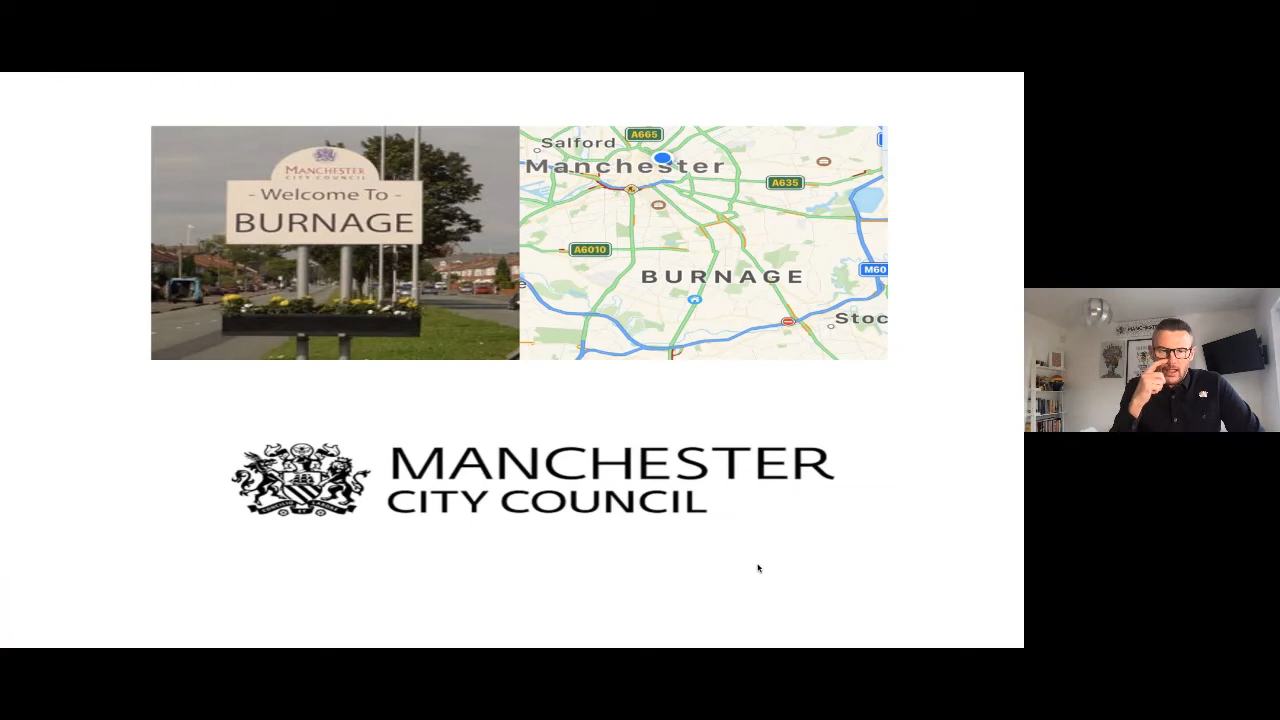 MANCHESTER
CITY COUNCIL
- Welcome To -
BURNAGE
A665
Salford
Manchester
A635
A6010
BURNAGE
M60
Stoc
MANCHESTER
CITY COUNCIL